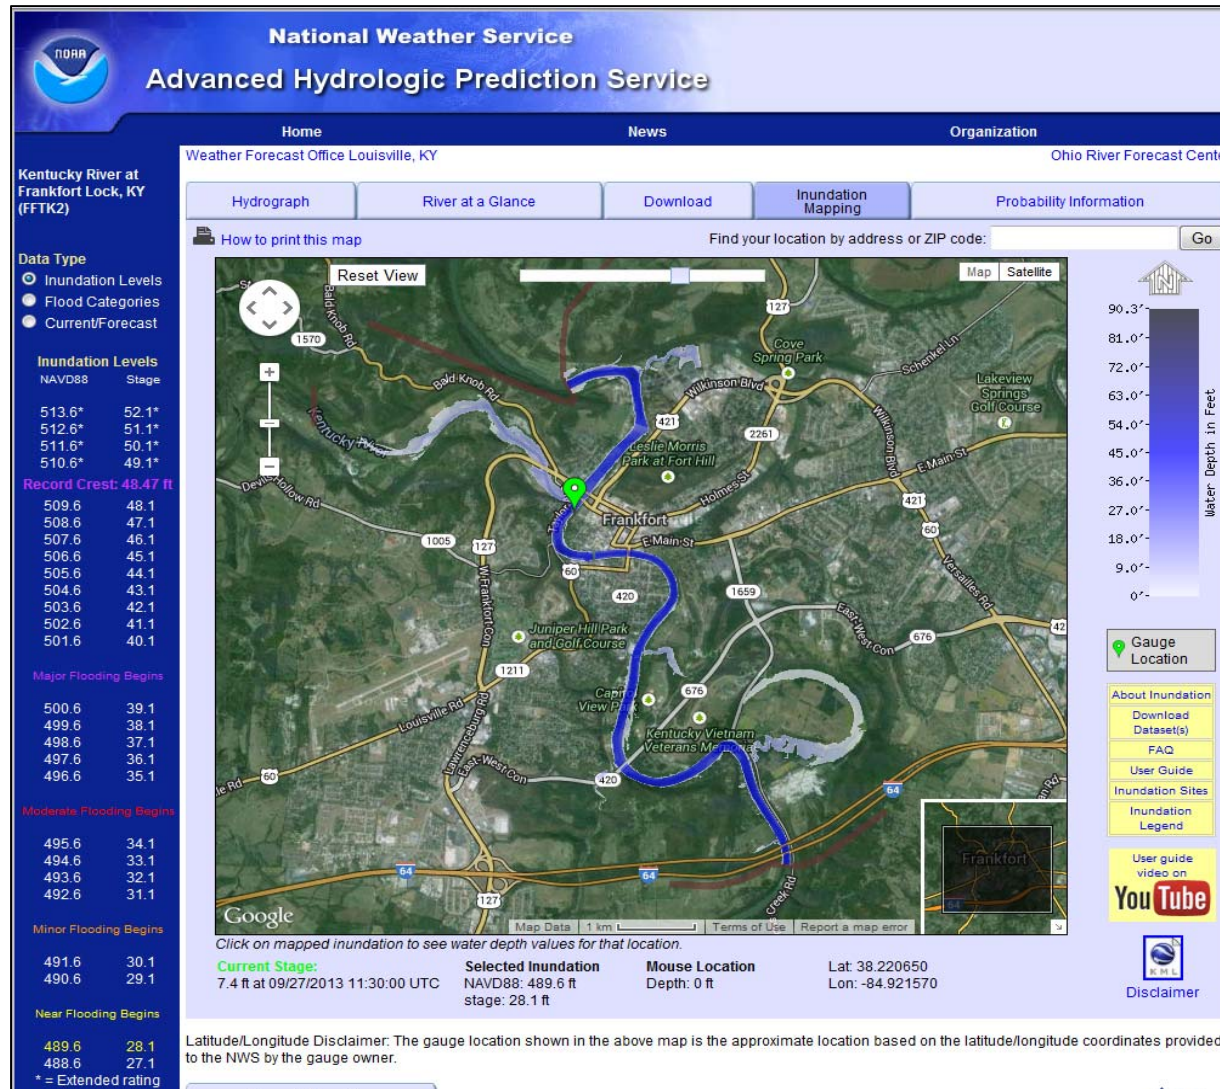 NOAA
National Weather Service
Advanced Hydrologic Prediction Service
Home News Organization
Weather Forecast Office Louisville, KY
Ohio River Forecast Cente
Kentucky River at
Frankfort Lock, KY
(FFTK2)
Data Type
Inundation Levels
Flood Categories
Current/Forecast
Inundation Levels
NAVD88 Stage
513.6* 52.1*
512.6* 51.1*
511.6* 50.1*
510.6* 49.1*
Record Crest: 48.47 ft
509.6 48.1
508.6 47.1
507.6 46.1
506.6 45.1
505.6 44.1
504.6 43.1
503.6 42.1
502.6 41.1
501.6 40.1
Major Flooding Begins
500.6 39.1
499.6 38.1
498.6 37.1
497.6 36.1
496.6 35.1
Moderate Flooding Begins
495.6 34.1
494.6 33.1
493.6 32.1
492.6 31.1
Minor Flooding Begins
491.6 30.1
490.6 29.1
Near Flooding Begins
489.6 28.1
488.6 27.1
* = Extended rating
Hydrograph
River at a Glance
Download
Inundation
Mapping
Probability Information
How to print this map
Find your location by address or ZIP code:
Go
Reset View
Map Satellite
127
Bald Knob Rd
1570
Cove
Spring Park
Schenkel Ln
Bald Knob Rd
Wilkinson Blvd
Lakeview
Springs
Golf Course
Wilkinson Blvd
421
Kentucky River
2261
Leslie Morris
Park at Fort Hill
E Main St
Devils Hollow Rd
Holmes St
421
Frankfort
60
1005
127
E Main St
60
Versailles Rd
W Frankfort Con
420
1659
East-West Con
676
42
Juniper Hill Park
and Golf Course
1211
Capitol
View Park
676
Louisville Rd
Kentucky Vietnam
Veterans Memorial
Lawrenceburg Rd
East-West Con
60
420
64
Frankfort
64
64
64
127
s Creek Rd
Google
Map Data 1 km Terms of Use Report a map error
90.3'
81.0'
72.0'
63.0'
54.0'
45.0'
36.0'
27.0'
18.0'
9.0'
0'
Water Depth in Feet
Gauge
Location
About Inundation
Download
Dataset(s)
FAQ
User Guide
Inundation Sites
Inundation
Legend
User guide
video on
YouTube
KML
Disclaimer
Click on mapped inundation to see water depth values for that location.
Current Stage:
7.4 ft at 09/27/2013 11:30:00 UTC
Selected Inundation
NAVD88: 489.6 ft
stage: 28.1 ft
Mouse Location
Depth: 0 ft
Lat: 38.220650
Lon: -84.921570
Latitude/Longitude Disclaimer: The gauge location shown in the above map is the approximate location based on the latitude/longitude coordinates provided
to the NWS by the gauge owner.